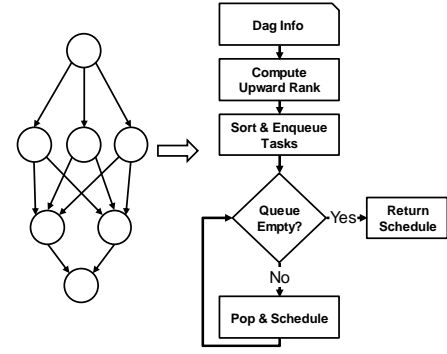 Dag Info
Compute
Upward Rank
Sort & Enqueue
Tasks
Queue
Empty?
Yes
Return
Schedule
No
Pop & Schedule